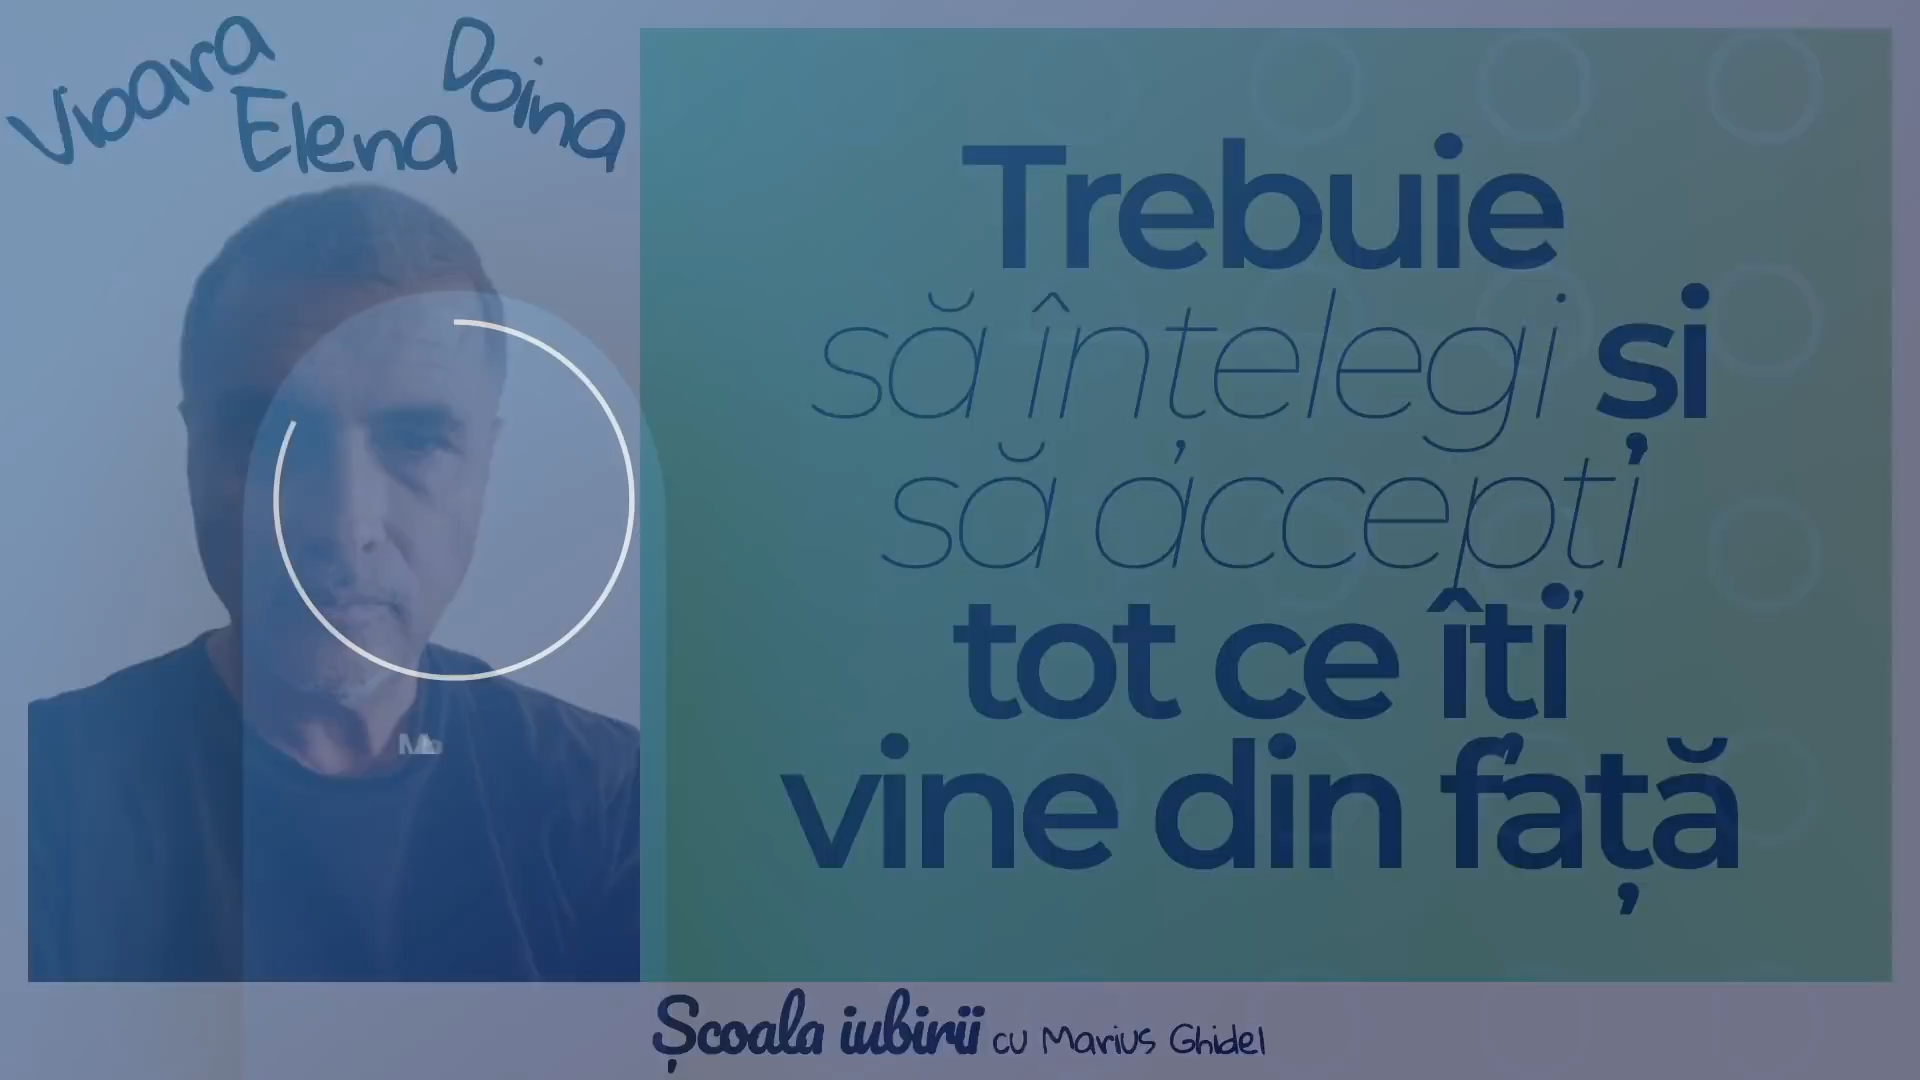 Vioara
Elena
Doina
Trebuie
să înțelegi și
să accepți
tot ce îți
vine din față
Școala iubirii cu Marius Ghidel